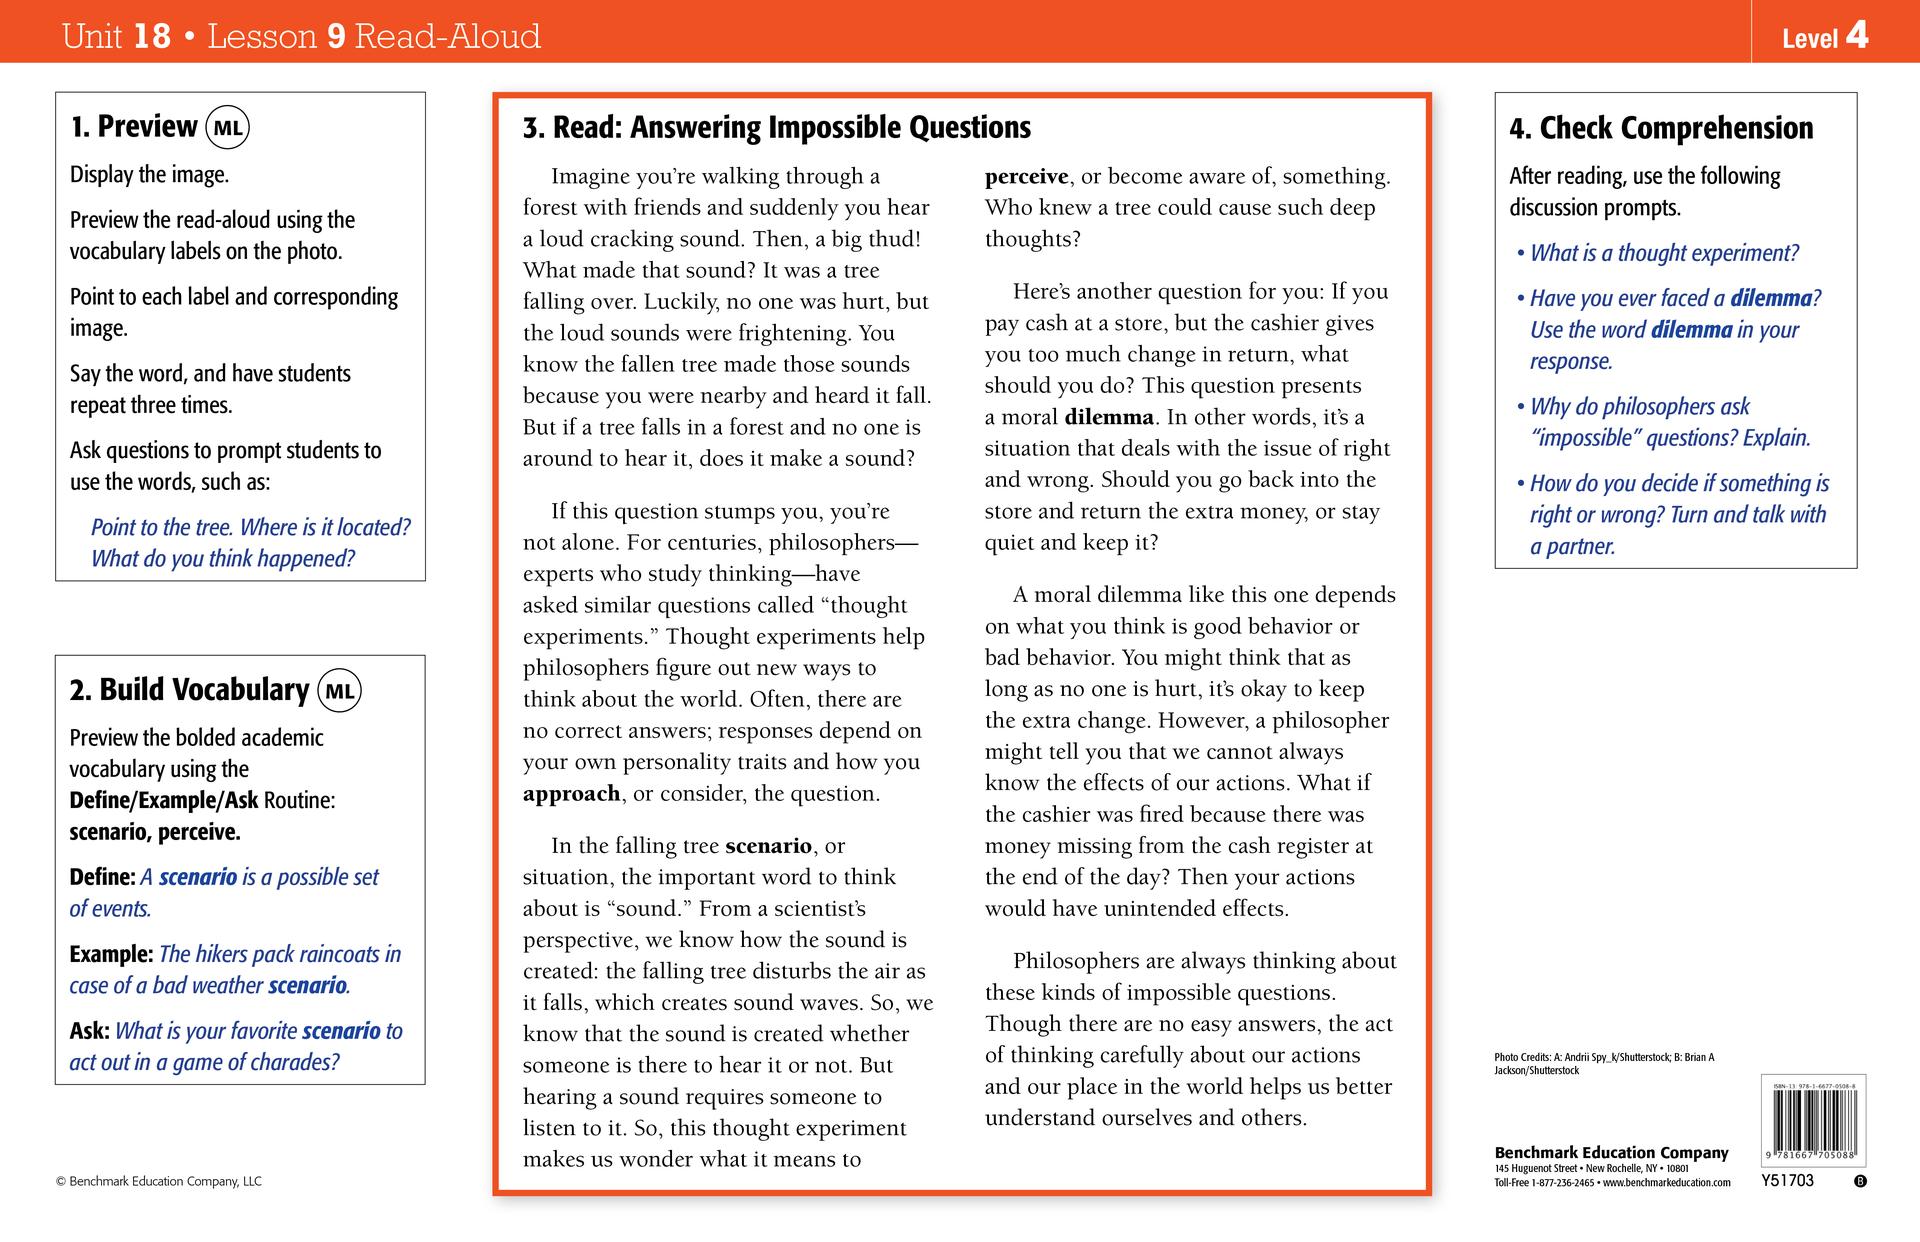 Unit 18 • Lesson 9 Read-Aloud
Level 4
1. Preview ML
Display the image.
Preview the read-aloud using the
vocabulary labels on the photo.
Point to each label and corresponding
image.
Say the word, and have students
repeat three times.
Ask questions to prompt students to
use the words, such as:
Point to the tree. Where is it located?
What do you think happened?
2. Build Vocabulary ML
Preview the bolded academic
vocabulary using the
Define/Example/Ask Routine:
scenario, perceive.
Define: A scenario is a possible set
of events.
Example: The hikers pack raincoats in
case of a bad weather scenario.
Ask: What is your favorite scenario to
act out in a game of charades?
© Benchmark Education Company, LLC
3. Read: Answering Impossible Questions
Imagine you’re walking through a
forest with friends and suddenly you hear
a loud cracking sound. Then, a big thud!
What made that sound? It was a tree
falling over. Luckily, no one was hurt, but
the loud sounds were frightening. You
know the fallen tree made those sounds
because you were nearby and heard it fall.
But if a tree falls in a forest and no one is
around to hear it, does it make a sound?
If this question stumps you, you’re
not alone. For centuries, philosophers—
experts who study thinking—have
asked similar questions called “thought
experiments.” Thought experiments help
philosophers figure out new ways to
think about the world. Often, there are
no correct answers; responses depend on
your own personality traits and how you
approach, or consider, the question.
In the falling tree scenario, or
situation, the important word to think
about is “sound.” From a scientist’s
perspective, we know how the sound is
created: the falling tree disturbs the air as
it falls, which creates sound waves. So, we
know that the sound is created whether
someone is there to hear it or not. But
hearing a sound requires someone to
listen to it. So, this thought experiment
makes us wonder what it means to
perceive, or become aware of, something.
Who knew a tree could cause such deep
thoughts?
Here’s another question for you: If you
pay cash at a store, but the cashier gives
you too much change in return, what
should you do? This question presents
a moral dilemma. In other words, it’s a
situation that deals with the issue of right
and wrong. Should you go back into the
store and return the extra money, or stay
quiet and keep it?
A moral dilemma like this one depends
on what you think is good behavior or
bad behavior. You might think that as
long as no one is hurt, it’s okay to keep
the extra change. However, a philosopher
might tell you that we cannot always
know the effects of our actions. What if
the cashier was fired because there was
money missing from the cash register at
the end of the day? Then your actions
would have unintended effects.
Philosophers are always thinking about
these kinds of impossible questions.
Though there are no easy answers, the act
of thinking carefully about our actions
and our place in the world helps us better
understand ourselves and others.
4. Check Comprehension
After reading, use the following
discussion prompts.
• What is a thought experiment?
• Have you ever faced a dilemma?
Use the word dilemma in your
response.
• Why do philosophers ask
“impossible” questions? Explain.
• How do you decide if something is
right or wrong? Turn and talk with
a partner.
Photo Credits: A: Andrii Spy_k/Shutterstock; B: Brian A
Jackson/Shutterstock
Benchmark Education Company
145 Huguenot Street • New Rochelle, NY • 10801
Toll-Free 1-877-236-2465 • www.benchmarkeducation.com
ISBN-13 978-1-6677-0508-8
9 781667 705088
Y51703
B